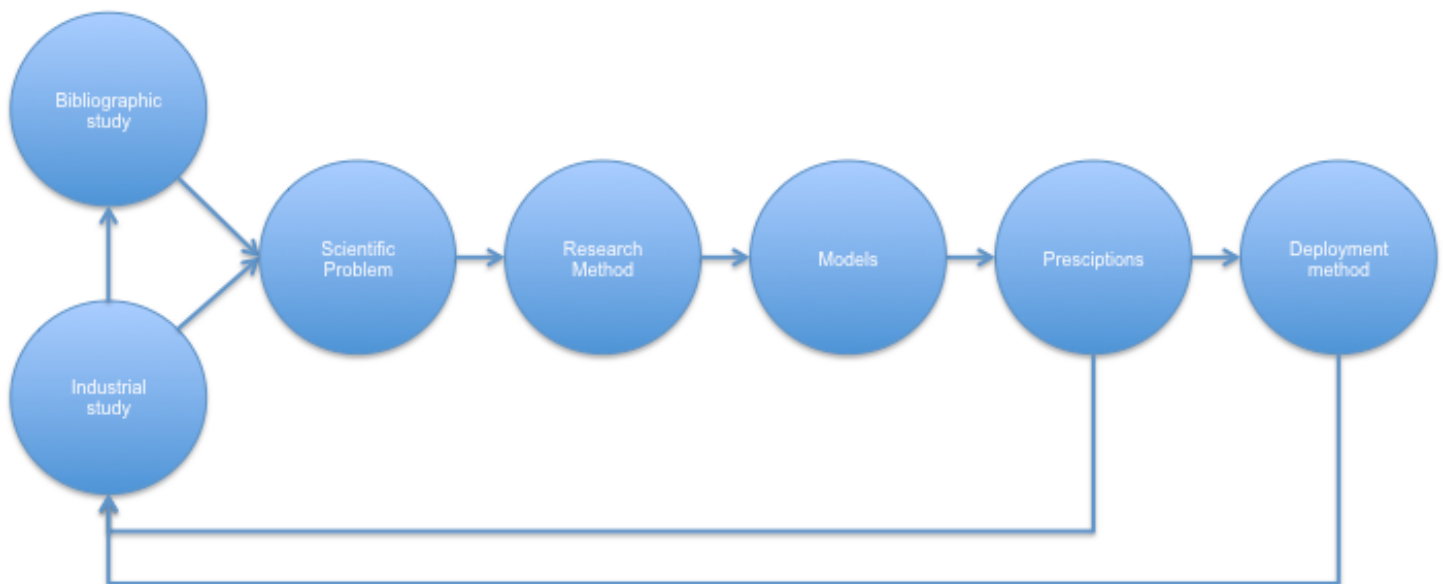 Bibliographic
study
Industrial
study
Scientific
Problem
Research
Method
Models
Presciptions
Deployment
method